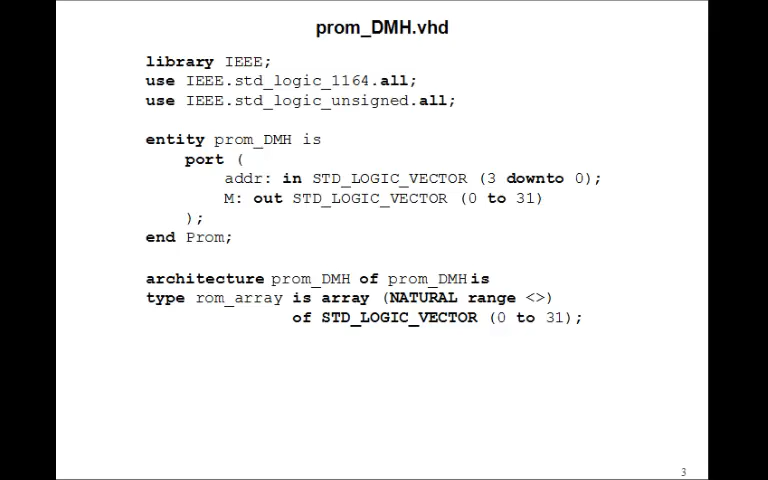 prom_DMH.vhd
library IEEE;
use IEEE.std_logic_1164.all;
use IEEE.std_logic_unsigned.all;
entity prom_DMH is
port (
addr: in STD_LOGIC_VECTOR (3 downto 0);
M: out STD_LOGIC_VECTOR (0 to 31)
);
end Prom;
architecture prom_DMH of prom_DMH is
type rom_array is array (NATURAL range <>)
of STD_LOGIC_VECTOR (0 to 31);
3